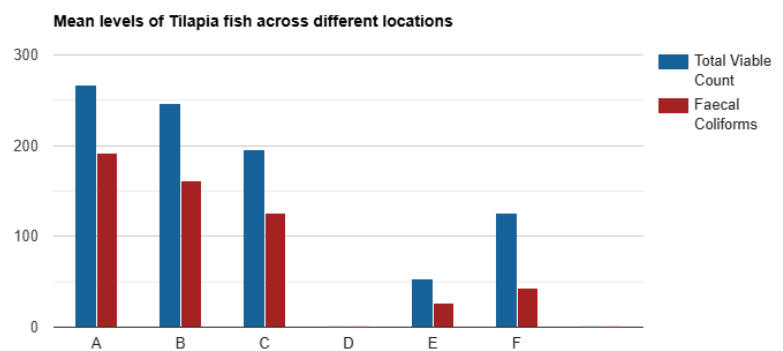 Mean levels of Tilapia fish across different locations
300
200
100
0
A B C D E F
Total Viable
Count
Faecal
Coliforms